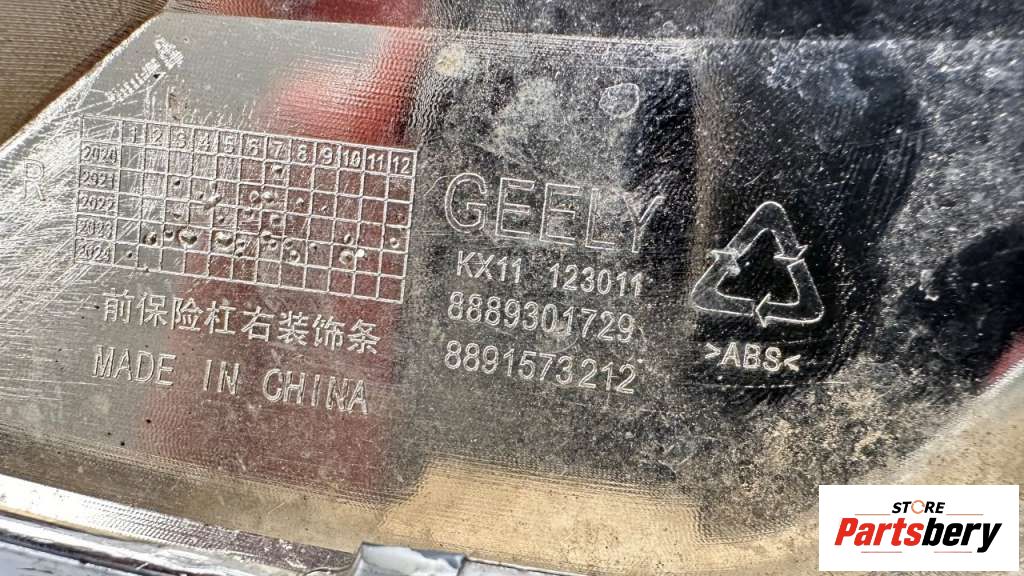 1 2 3 4 5 6 7 8 9 10 11 12
2020
2021
2022
2023
2024
R
前保险杠右装饰条
MADE IN CHINA
GEELY
KX11 123011
8889301729
8891573212
>ABS<
STORE
Partsbery